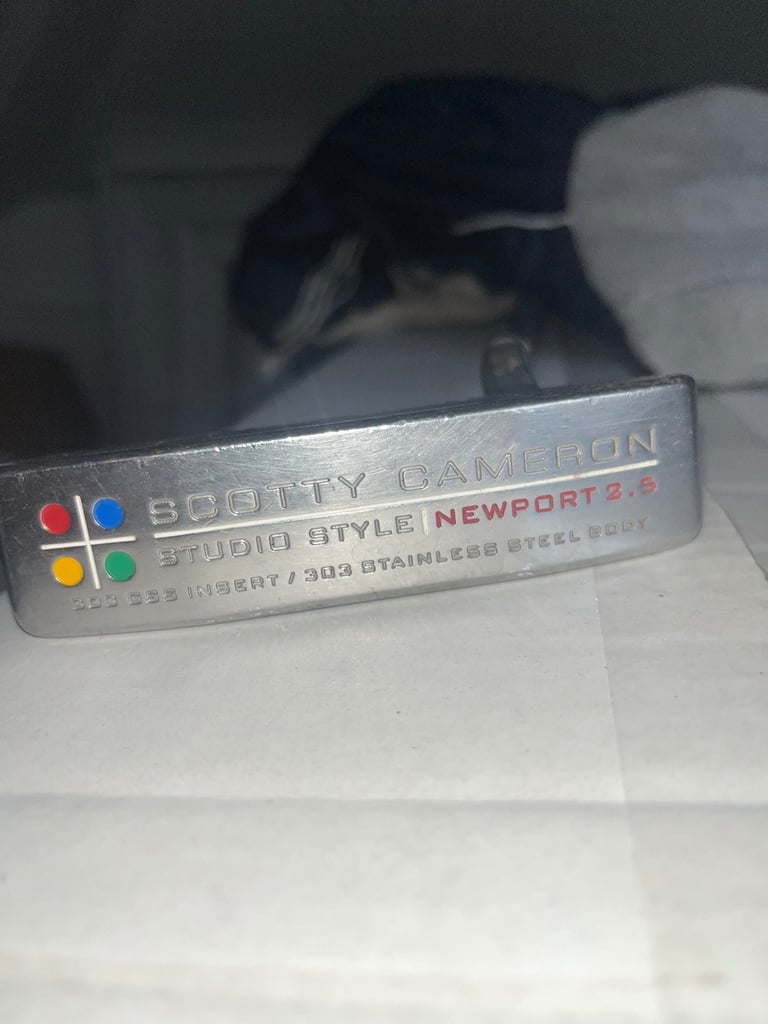 SCOTTY CAMERON
STUDIO STYLE | NEWPORT 2.5
303 GSS INSERT / 303 STAINLESS STEEL BODY